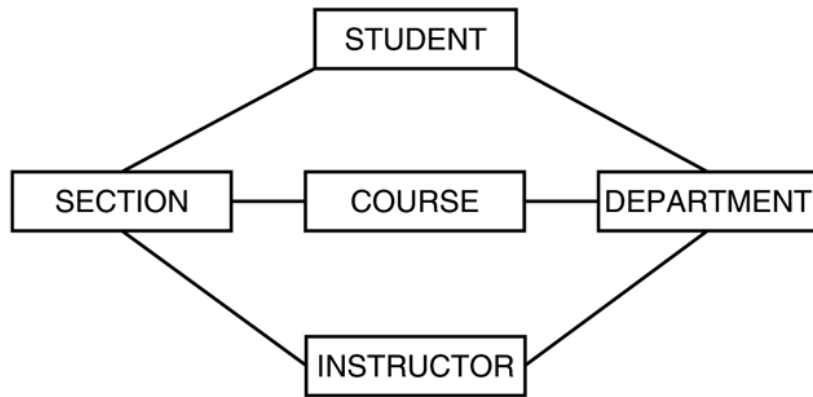 STUDENT
SECTION
COURSE
DEPARTMENT
INSTRUCTOR